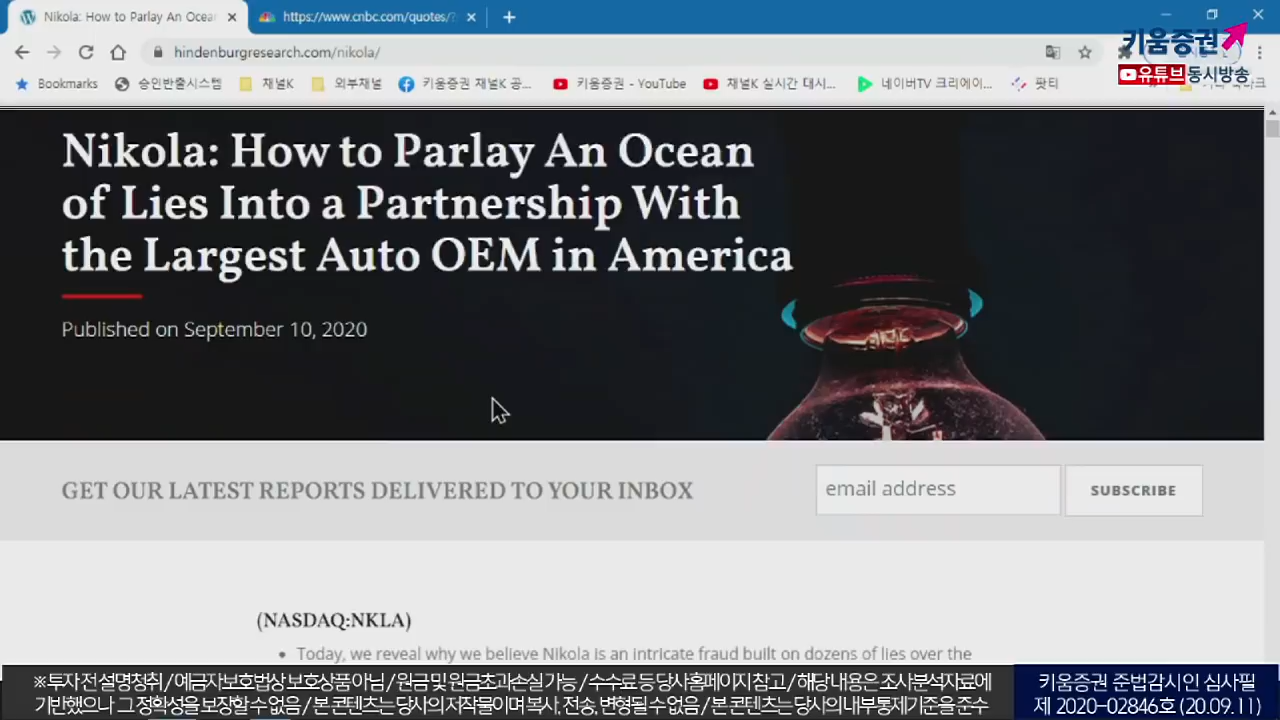 Nikola: How to Parlay An Ocea
https://www.cnbc.com/quotes/?
hindenburgresearch.com/nikola/
키움증권
유튜브동시방송
Bookmarks
승인반출시스템
채널K
외부채널
키움증권 - YouTube
채널K 실시간 대시...
네이버TV 크리에이...
팟티
Nikola: How to Parlay An Ocean
of Lies Into a Partnership With
the Largest Auto OEM in America
Published on September 10, 2020
GET OUR LATEST REPORTS DELIVERED TO YOUR INBOX
email address
SUBSCRIBE
(NASDAQ:NKLA)
• Today, we reveal why we believe Nikola is an intricate fraud built on dozens of lies over the
※ 투자 전 설명청취 / 예금자보호법상 보호상품 아님 / 원금 및 원금초과손실 가능 / 수수료 등 당사홈페이지 참고 / 해당 내용은 조사분석자료에
기반했으나 그 정확성을 보장할 수 없음 / 본 콘텐츠는 당사의 저작물이며 복사, 전송, 변형될 수 없음 / 본 콘텐츠는 당사의 내부통제기준을 준수
키움증권 준법감시인 심사필
제 2020-02846호 (20.09.11)